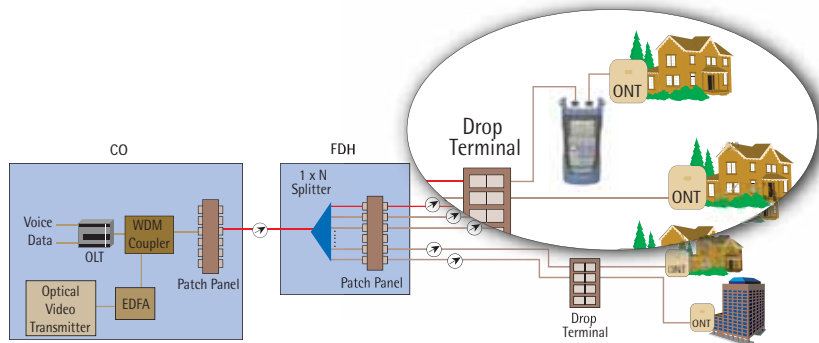 CO
Voice
Data
OLT
WDM
Coupler
Patch Panel
Optical
Video
Transmitter
EDFA
FDH
1 x N
Splitter
Patch Panel
Drop
Terminal
ONT
ONT
ONT
Drop
Terminal
ONT